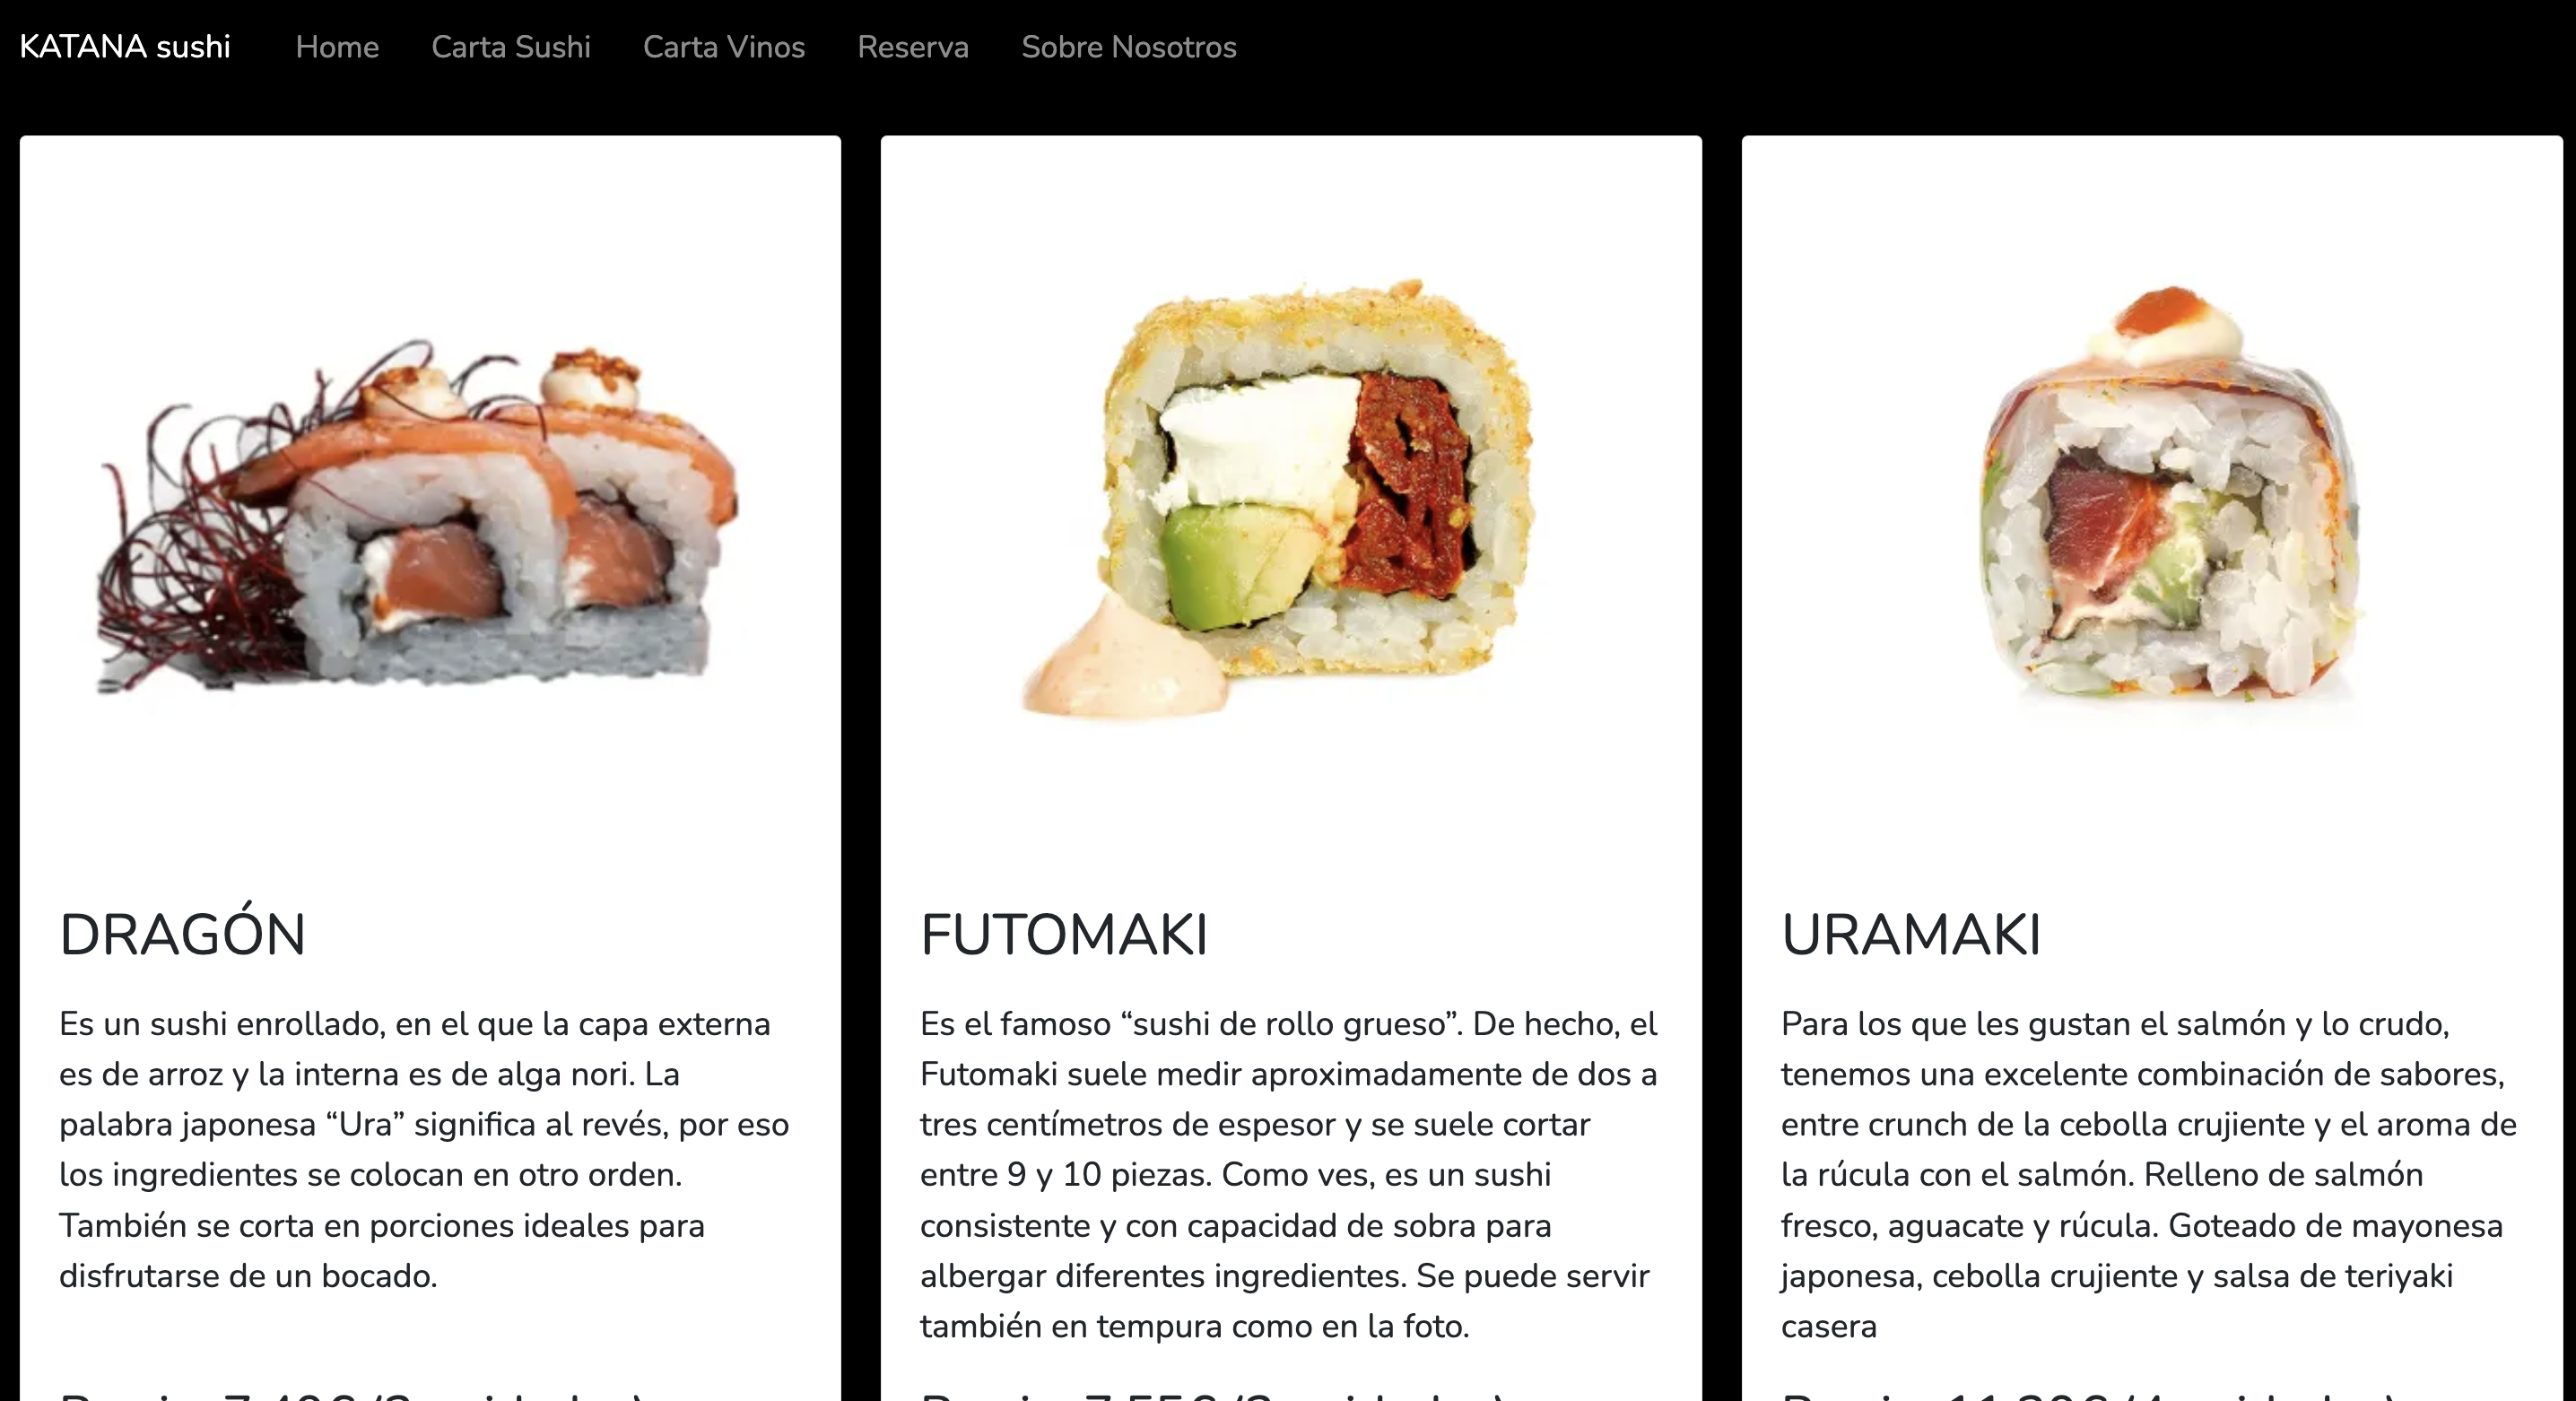 KATANA sushi Home Carta Sushi Carta Vinos Reserva Sobre Nosotros
DRAGÓN
Es un sushi enrollado, en el que la capa externa
es de arroz y la interna es de alga nori. La
palabra japonesa “Ura” significa al revés, por eso
los ingredientes se colocan en otro orden.
También se corta en porciones ideales para
disfrutarse de un bocado.
FUTOMAKI
Es el famoso “sushi de rollo grueso”. De hecho, el
Futomaki suele medir aproximadamente de dos a
tres centímetros de espesor y se suele cortar
entre 9 y 10 piezas. Como ves, es un sushi
consistente y con capacidad de sobra para
albergar diferentes ingredientes. Se puede servir
también en tempura como en la foto.
URAMAKI
Para los que les gustan el salmón y lo crudo,
tenemos una excelente combinación de sabores,
entre crunch de la cebolla crujiente y el aroma de
la rúcula con el salmón. Relleno de salmón
fresco, aguacate y rúcula. Goteado de mayonesa
japonesa, cebolla crujiente y salsa de teriyaki
casera